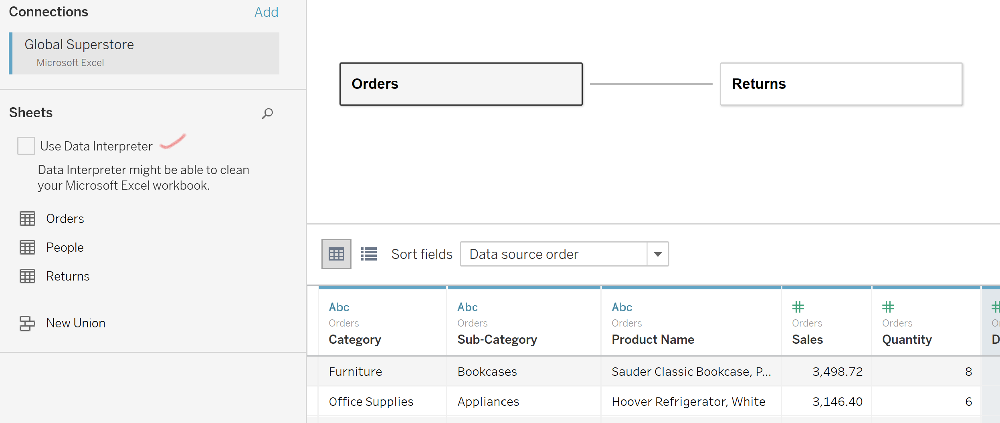 Connections
Add
Global Superstore
Microsoft Excel
Sheets
Use Data Interpreter
Data Interpreter might be able to clean
your Microsoft Excel workbook.
Orders
People
Returns
New Union
Orders
Returns
Sort fields
Data source order
Abc Abc Abc
Orders Orders Orders Orders Orders
Category Sub-Category Product Name Sales Quantity D
Furniture Bookcases Sauder Classic Bookcase, P... 3,498.72 8
Office Supplies Appliances Hoover Refrigerator, White 3,146.40 6